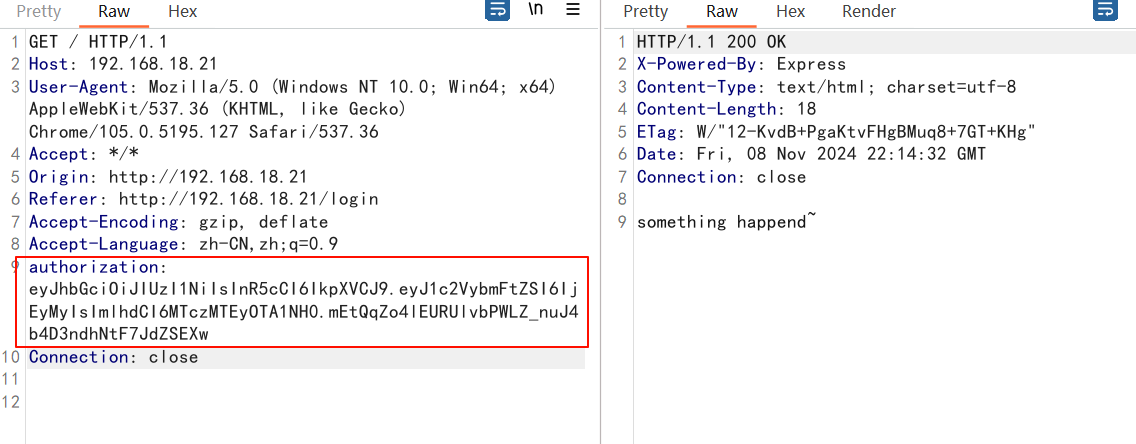 Pretty Raw Hex \n
1 GET / HTTP/1.1
2 Host: 192.168.18.21
3 User-Agent: Mozilla/5.0 (Windows NT 10.0; Win64; x64)
AppleWebKit/537.36 (KHTML, like Gecko)
Chrome/105.0.5195.127 Safari/537.36
4 Accept: */*
5 Origin: http://192.168.18.21
6 Referer: http://192.168.18.21/login
7 Accept-Encoding: gzip, deflate
8 Accept-Language: zh-CN,zh;q=0.9
9 authorization:
eyJhbGciOiJIUzI1NiIsInR5cCI6IkpXVCJ9.eyJ1c2VybmFtZSI6Ij
EyMyIsImlhdCI6MTczMTEyOTA1NH0.mEtQqZo4lEURUlvbPWLZ_nuJ4
b4D3ndhNtF7JdZSEXw
10 Connection: close
11
12
Pretty Raw Hex Render
1 HTTP/1.1 200 OK
2 X-Powered-By: Express
3 Content-Type: text/html; charset=utf-8
4 Content-Length: 18
5 ETag: W/"12-KvdB+PgaKtvFHgBMuq8+7GT+KHg"
6 Date: Fri, 08 Nov 2024 22:14:32 GMT
7 Connection: close
8
9 something happend~